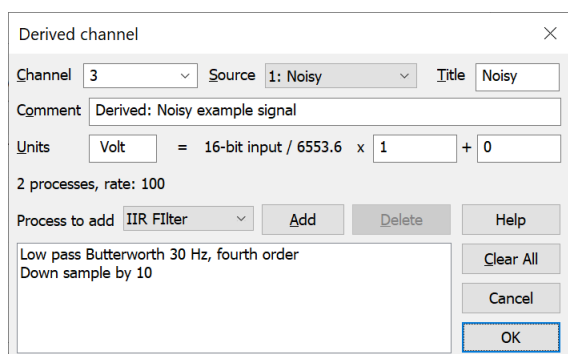 Derived channel
Channel 3 Source 1: Noisy Title Noisy
Comment Derived: Noisy example signal
Units Volt = 16-bit input / 6553.6 x 1 + 0
2 processes, rate: 100
Process to add IIR FIlter Add Delete Help
Low pass Butterworth 30 Hz, fourth order
Down sample by 10
Clear All
Cancel
OK